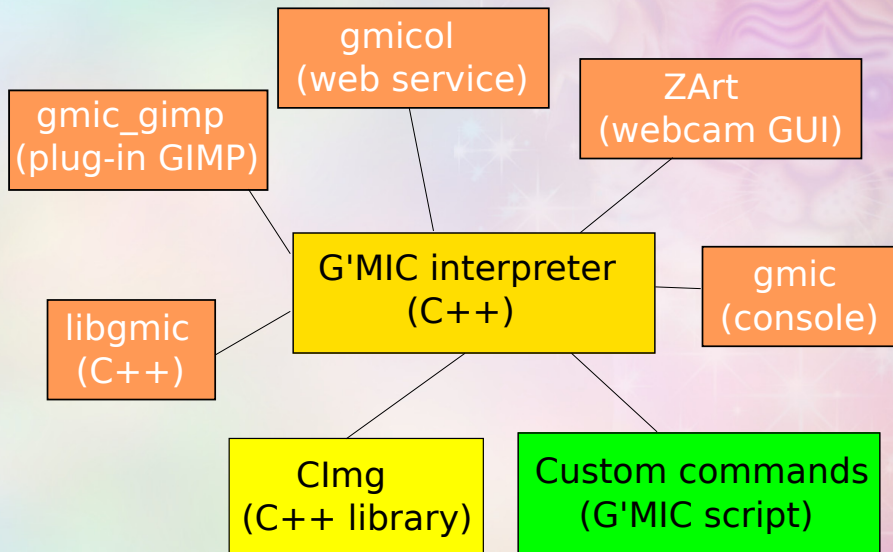 gmicol
(web service)
ZArt
(webcam GUI)
gmic_gimp
(plug-in GIMP)
G'MIC interpreter
(C++)
gmic
(console)
libgmic
(C++)
CImg
(C++ library)
Custom commands
(G'MIC script)